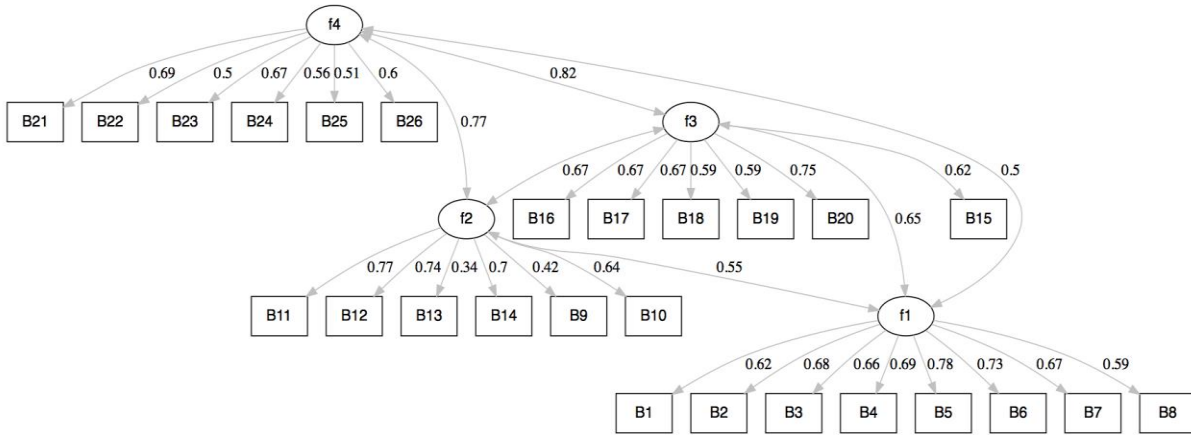 f4
0.69 0.5 0.67 0.56 0.51 0.6 0.82
B21 B22 B23 B24 B25 B26 0.77 f3
0.67 0.67 0.67 0.59 0.59 0.75 0.62 0.5
f2 B16 B17 B18 B19 B20 0.65 B15
0.77 0.74 0.34 0.7 0.42 0.64 0.55
B11 B12 B13 B14 B9 B10 f1
0.62 0.68 0.66 0.69 0.78 0.73 0.67 0.59
B1 B2 B3 B4 B5 B6 B7 B8